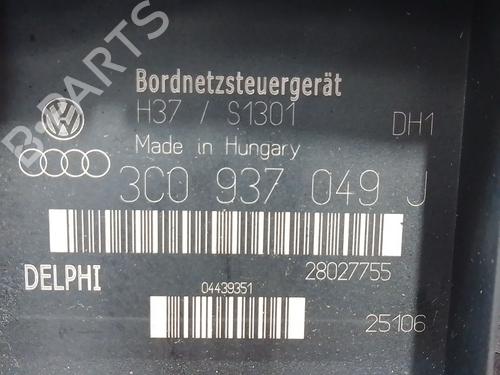 B-PARTS
Bordnetzsteuergerät
H37 / S1301 DH1
Made in Hungary
3C0 937 049 J
DELPHI 28027755
04439351
25106